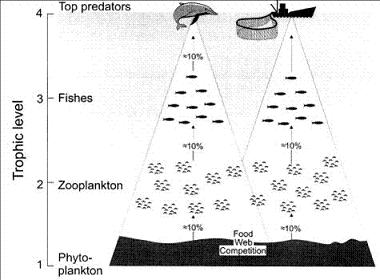 Top predators
4
≈10%
≈10%
3
Fishes
Trophic level
≈10%
≈10%
2
Zooplankton
≈10%
Food
Web
Competition
≈10%
1
Phyto-
plankton